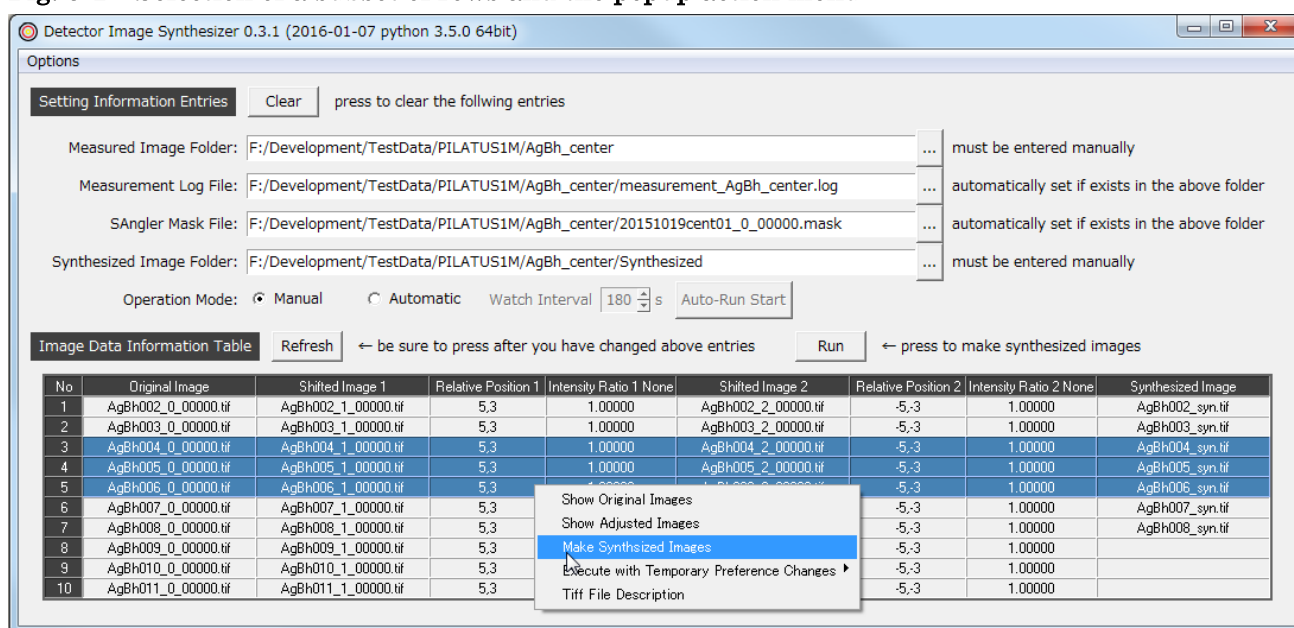 Selection of a subset of rows and the popup action menu
Detector Image Synthesizer 0.3.1 (2016-01-07 python 3.5.0 64bit)
Options
Setting Information Entries Clear press to clear the follwing entries
Measured Image Folder: F:/Development/TestData/PILATUS1M/AgBh_center ... must be entered manually
Measurement Log File: F:/Development/TestData/PILATUS1M/AgBh_center/measurement_AgBh_center.log ... automatically set if exists in the above folder
SAngler Mask File: F:/Development/TestData/PILATUS1M/AgBh_center/20151019cent01_0_00000.mask ... automatically set if exists in the above folder
Synthesized Image Folder: F:/Development/TestData/PILATUS1M/AgBh_center/Synthesized ... must be entered manually
Operation Mode: Manual Automatic Watch Interval 180 s Auto-Run Start
Image Data Information Table Refresh ← be sure to press after you have changed above entries Run ← press to make synthesized images
No Original Image Shifted Image 1 Relative Position 1 Intensity Ratio 1 None Shifted Image 2 Relative Position 2 Intensity Ratio 2 None Synthesized Image
1 AgBh002_0_00000.tif AgBh002_1_00000.tif 5,3 1.00000 AgBh002_2_00000.tif -5,-3 1.00000 AgBh002_syn.tif
2 AgBh003_0_00000.tif AgBh003_1_00000.tif 5,3 1.00000 AgBh003_2_00000.tif -5,-3 1.00000 AgBh003_syn.tif
3 AgBh004_0_00000.tif AgBh004_1_00000.tif 5,3 1.00000 AgBh004_2_00000.tif -5,-3 1.00000 AgBh004_syn.tif
4 AgBh005_0_00000.tif AgBh005_1_00000.tif 5,3 1.00000 AgBh005_2_00000.tif -5,-3 1.00000 AgBh005_syn.tif
5 AgBh006_0_00000.tif AgBh006_1_00000.tif 5,3 -5,-3 1.00000 AgBh006_syn.tif
6 AgBh007_0_00000.tif AgBh007_1_00000.tif 5,3 -5,-3 1.00000 AgBh007_syn.tif
7 AgBh008_0_00000.tif AgBh008_1_00000.tif 5,3 -5,-3 1.00000 AgBh008_syn.tif
8 AgBh009_0_00000.tif AgBh009_1_00000.tif 5,3 -5,-3 1.00000
9 AgBh010_0_00000.tif AgBh010_1_00000.tif 5,3 -5,-3 1.00000
10 AgBh011_0_00000.tif AgBh011_1_00000.tif 5,3 -5,-3 1.00000
Show Original Images
Show Adjusted Images
Make Synthsized Images
Execute with Temporary Preference Changes
Tiff File Description